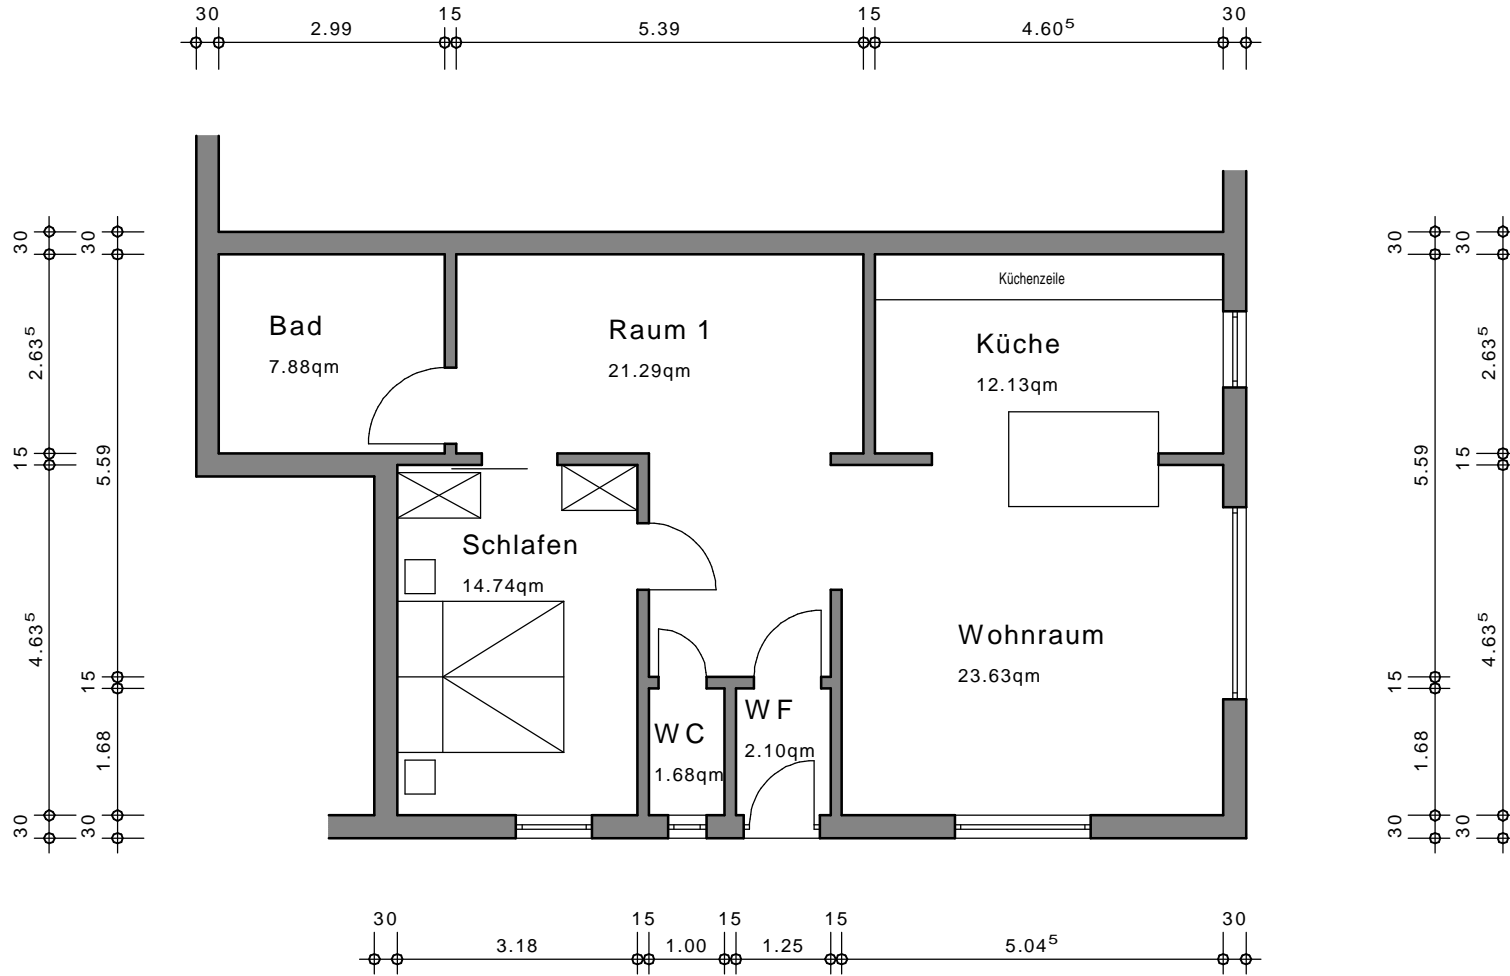 30 15 15 30
2.99 5.39 4.60⁵
30 30 30 30
Küchenzeile
Bad Raum 1 Küche
7.88qm 21.29qm 12.13qm
2.63⁵ 2.63⁵
15 5.59 5.59 15
Schlafen
14.74qm
4.63⁵ 4.63⁵
Wohnraum
23.63qm
15 15
WC WF
1.68qm 2.10qm
1.68 1.68
30 30 30 30
30 15 15 15 30
3.18 1.00 1.25 5.04⁵